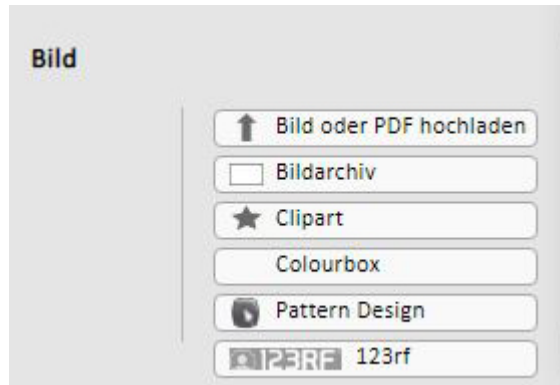 Bild
Bild oder PDF hochladen
Bildarchiv
Clipart
Colourbox
Pattern Design
123RF 123rf